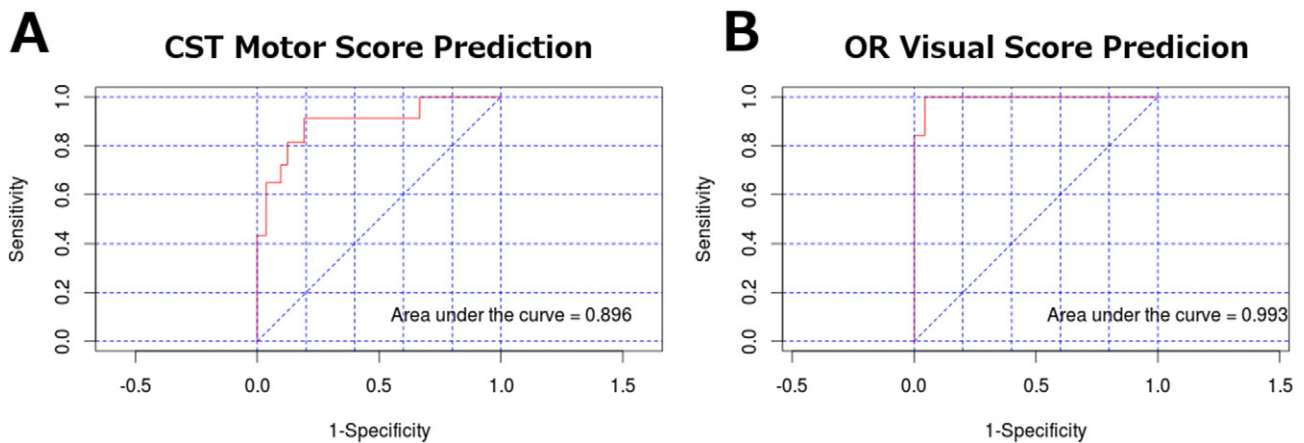 A
CST Motor Score Prediction
Sensitivity
1.0
0.8
0.6
0.4
0.2
0.0
Area under the curve = 0.896
-0.5 0.0 0.5 1.0 1.5
1-Specificity
B
OR Visual Score Predicion
Sensitivity
1.0
0.8
0.6
0.4
0.2
0.0
Area under the curve = 0.993
-0.5 0.0 0.5 1.0 1.5
1-Specificity